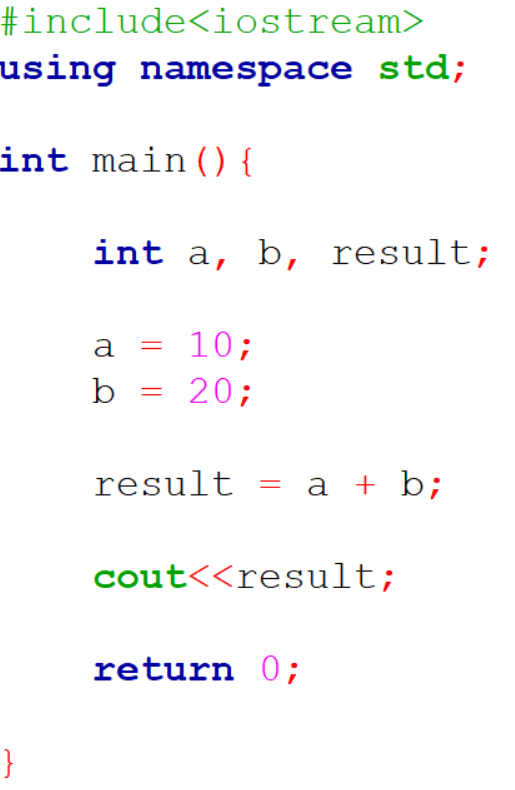 #include<iostream>
using namespace std;
int main(){
int a, b, result;
a = 10;
b = 20;
result = a + b;
cout<<result;
return 0;
}